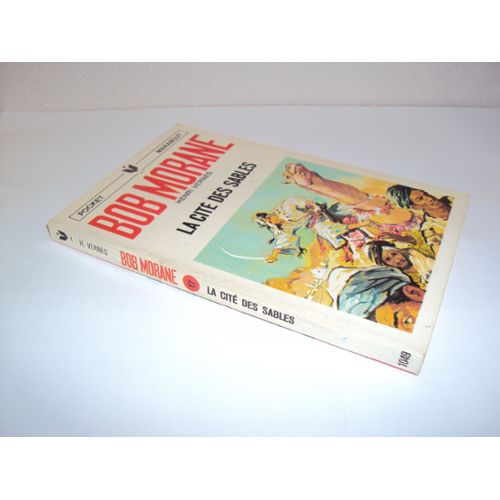 POCKET MARABOUT
BOB MORANE
HENRI VERNES
LA CITÉ DES SABLES
H. VERNES BOB MORANE LA CITÉ DES SABLES 1049